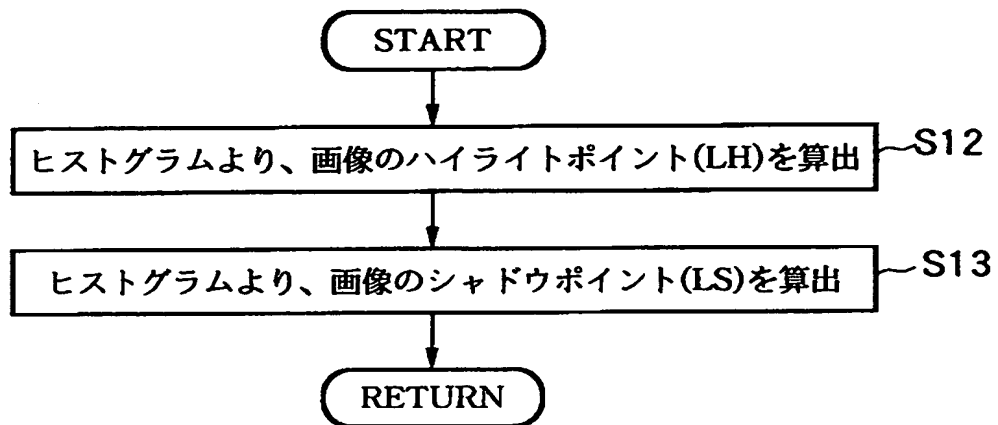 START
ヒストグラムより、画像のハイライトポイント(LH)を算出
S12
ヒストグラムより、画像のシャドウポイント(LS)を算出
S13
RETURN